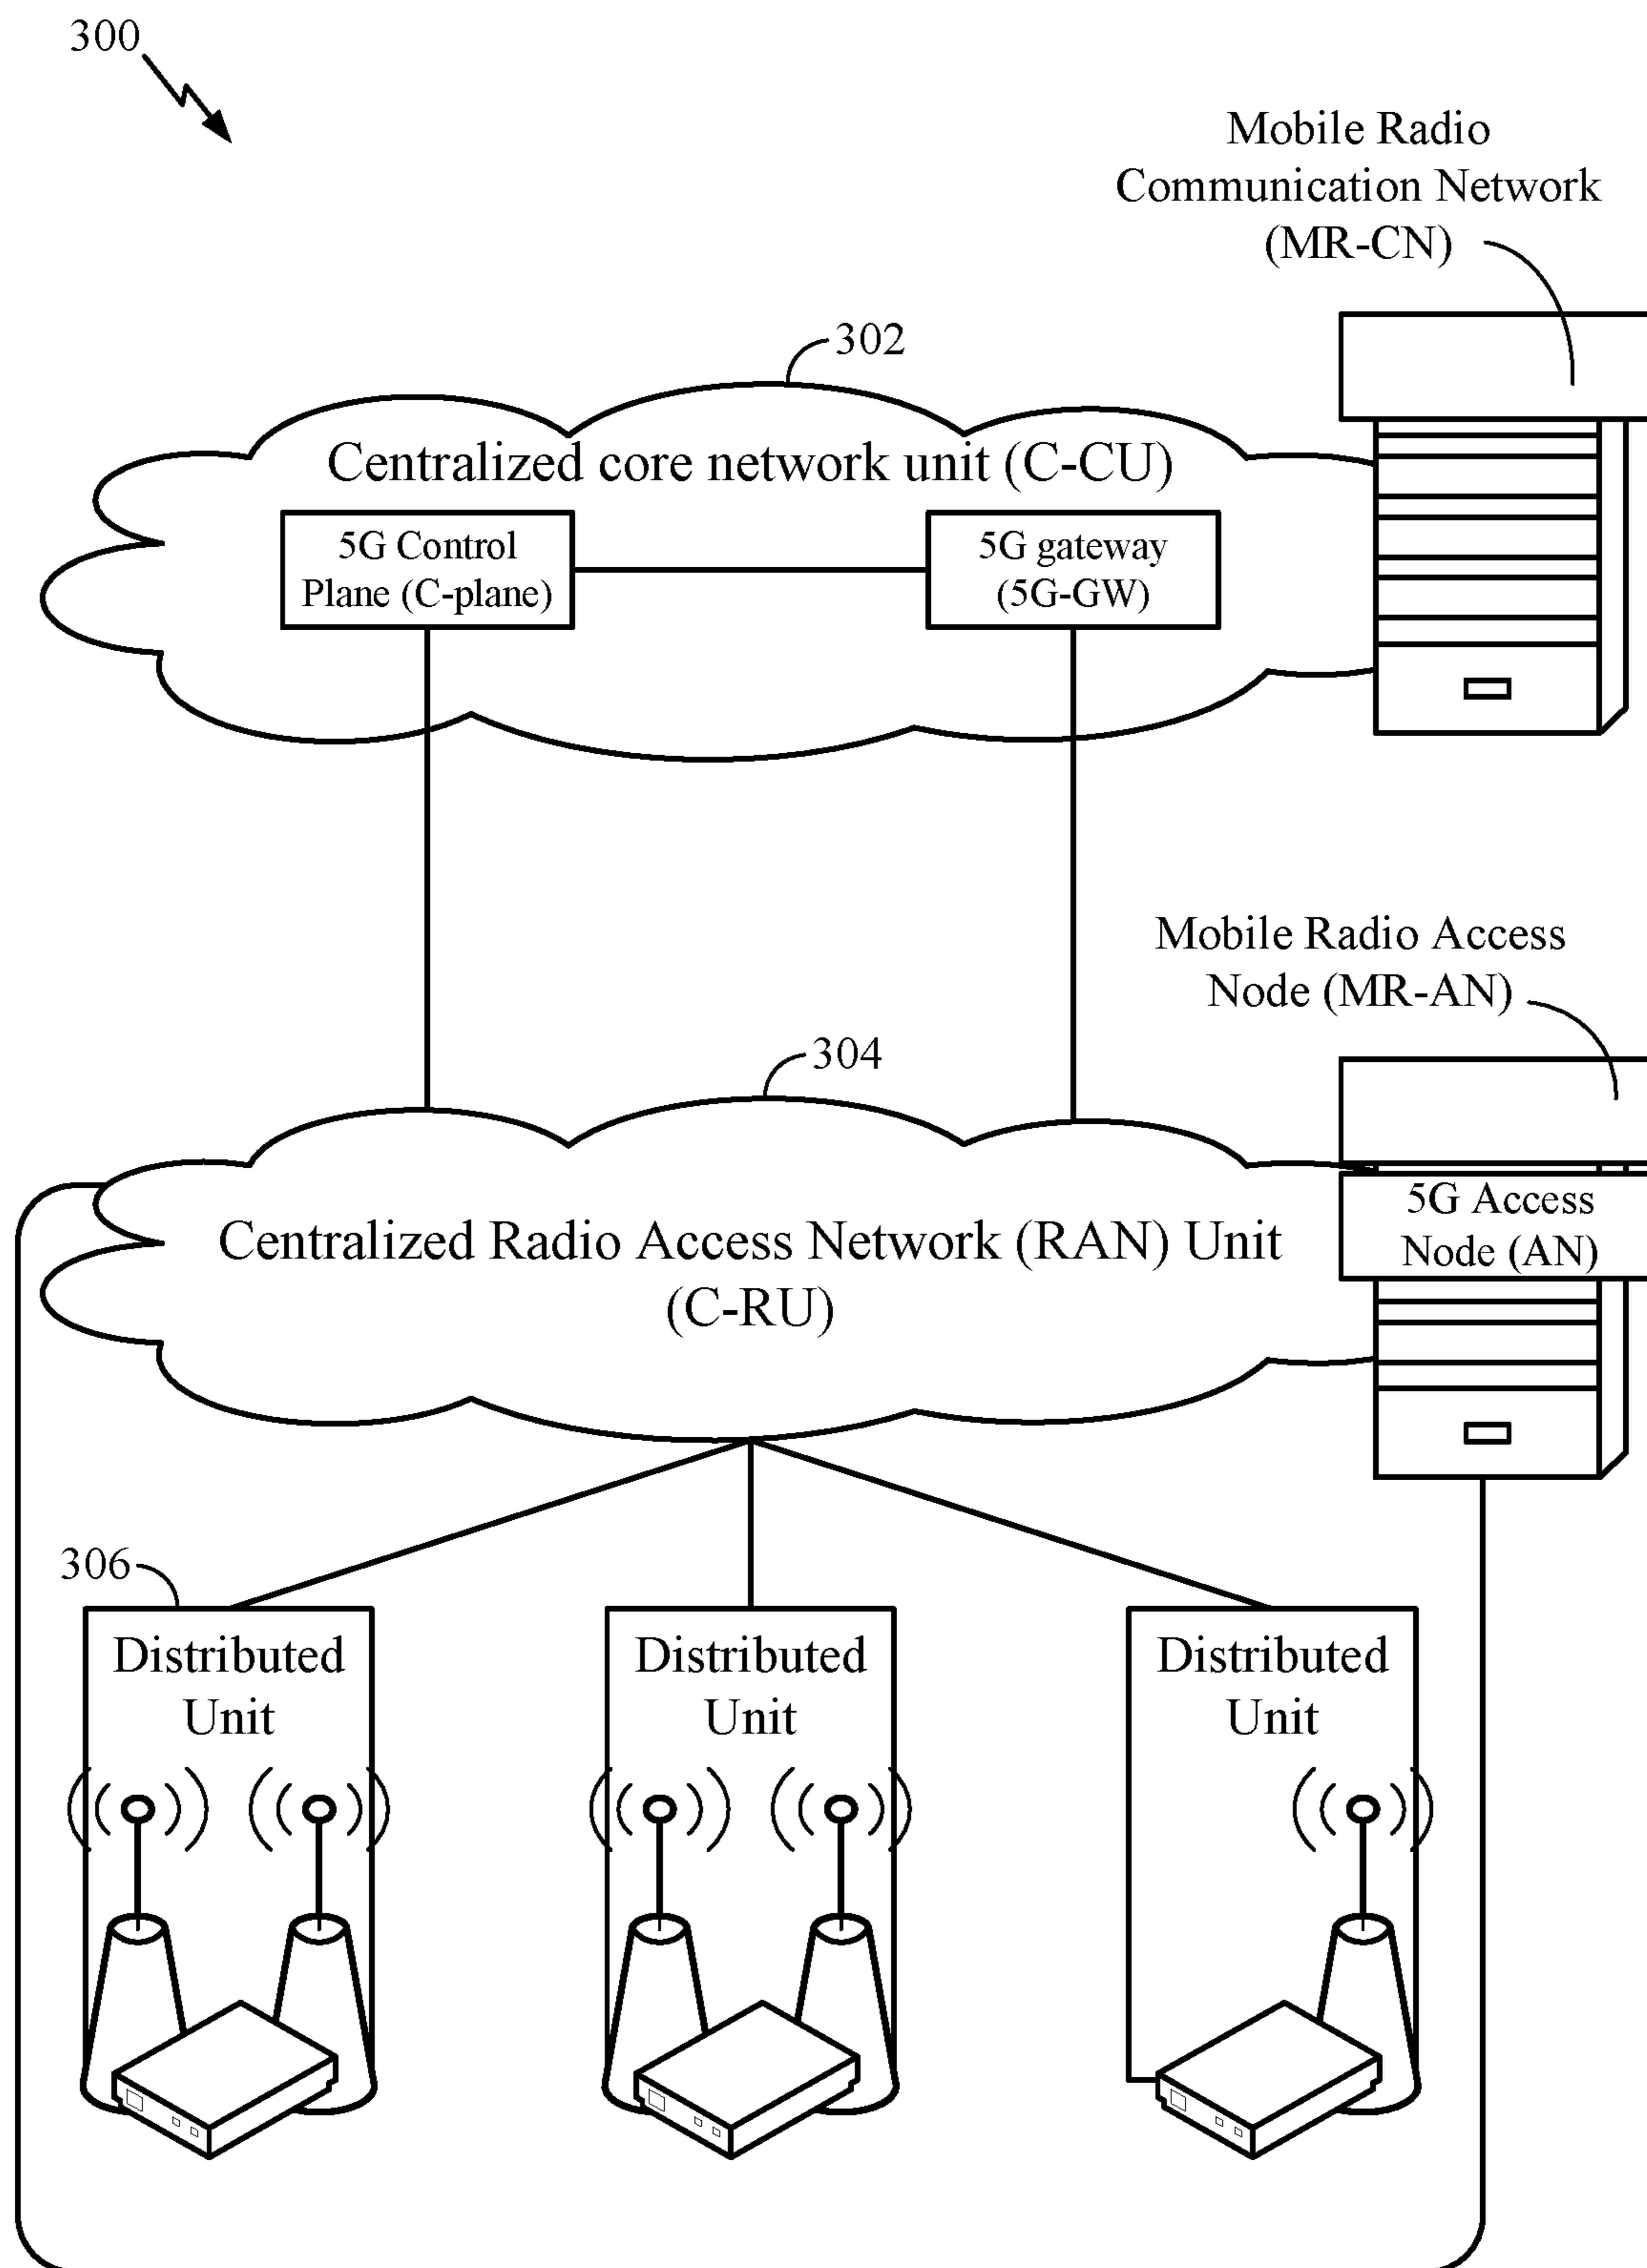 300
Mobile Radio
Communication Network
(MR-CN)
302
Centralized core network unit (C-CU)
5G Control
Plane (C-plane)
5G gateway
(5G-GW)
Mobile Radio Access
Node (MR-AN)
304
5G Access
Node (AN)
Centralized Radio Access Network (RAN) Unit
(C-RU)
306
Distributed
Unit
Distributed
Unit
Distributed
Unit